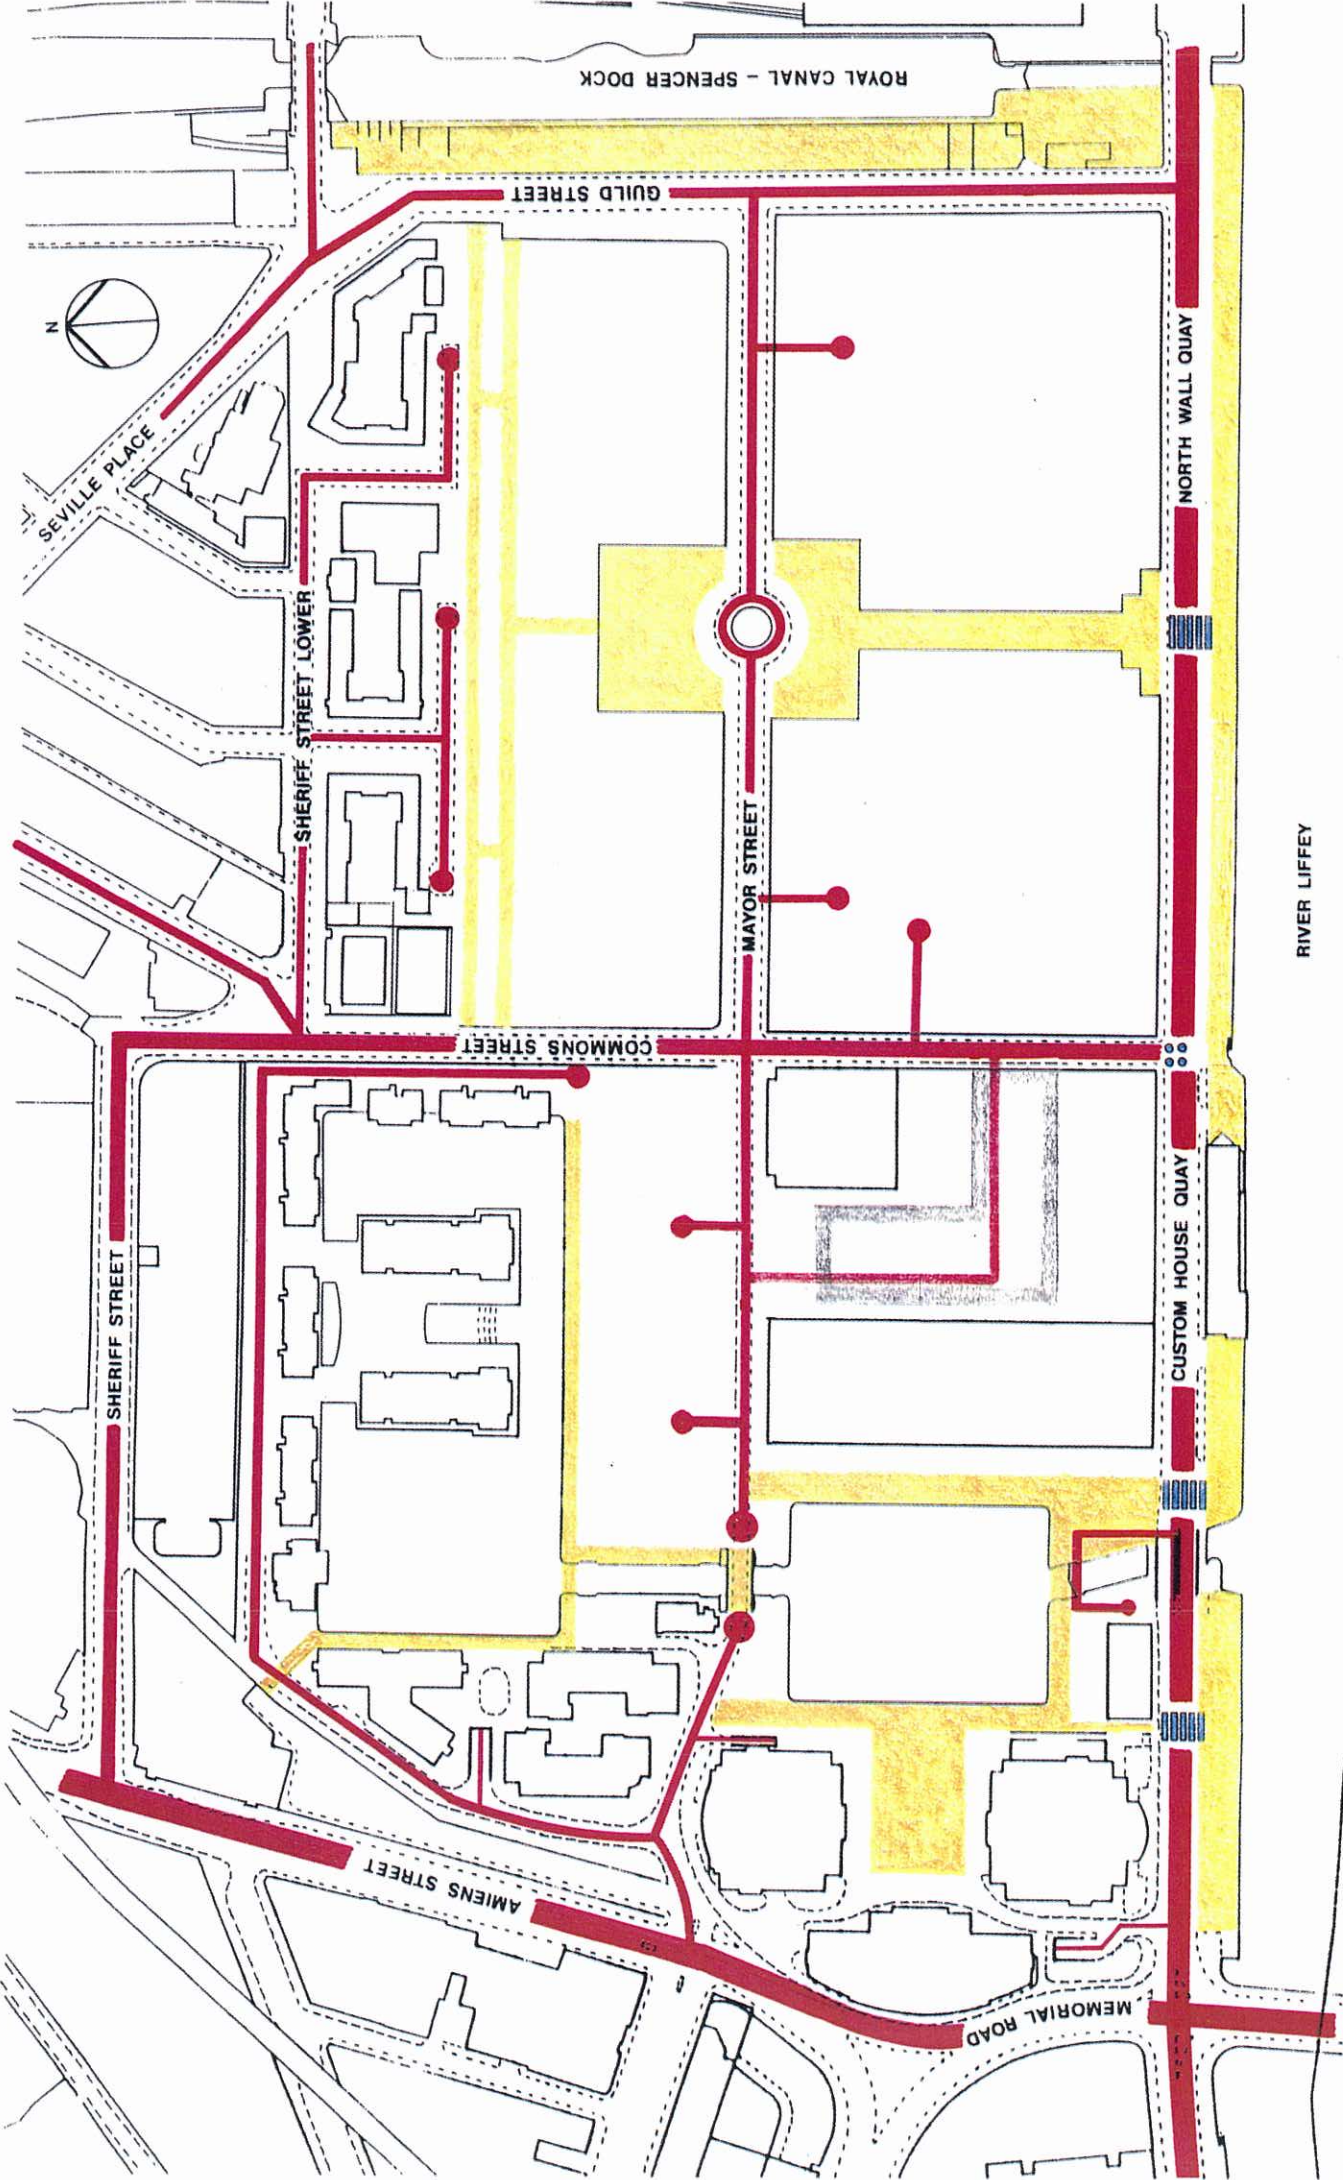 ROYAL CANAL - SPENCER DOCK
GUILD STREET
N
SEVILLE PLACE
NORTH WALL QUAY
SHERIFF STREET LOWER
MAYOR STREET
RIVER LIFFEY
COMMONS STREET
SHERIFF STREET
CUSTOM HOUSE QUAY
AMIENS STREET
MEMORIAL ROAD